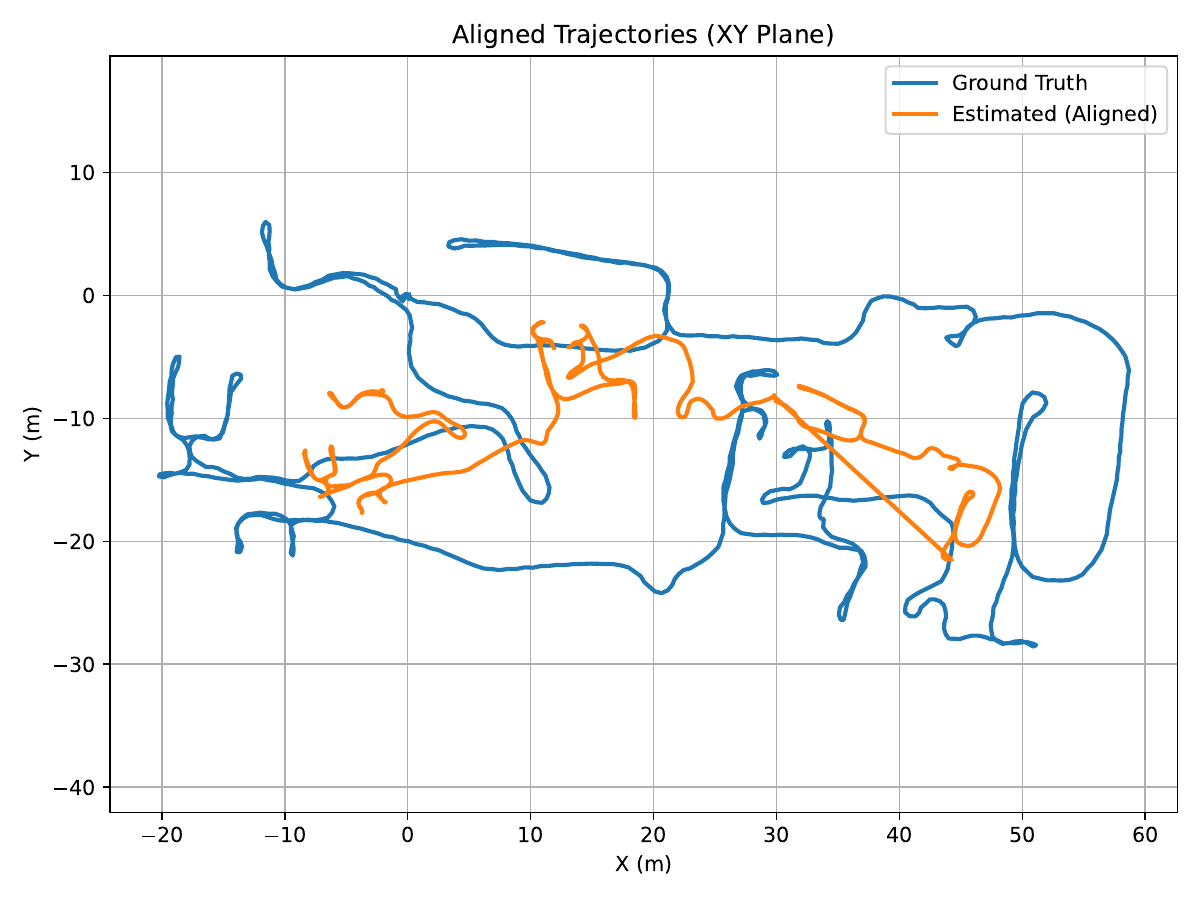 Aligned Trajectories (XY Plane)
Ground Truth
Estimated (Aligned)
10
0
−10
−20
−30
−40
Y (m)
−20 −10 0 10 20 30 40 50 60
X (m)